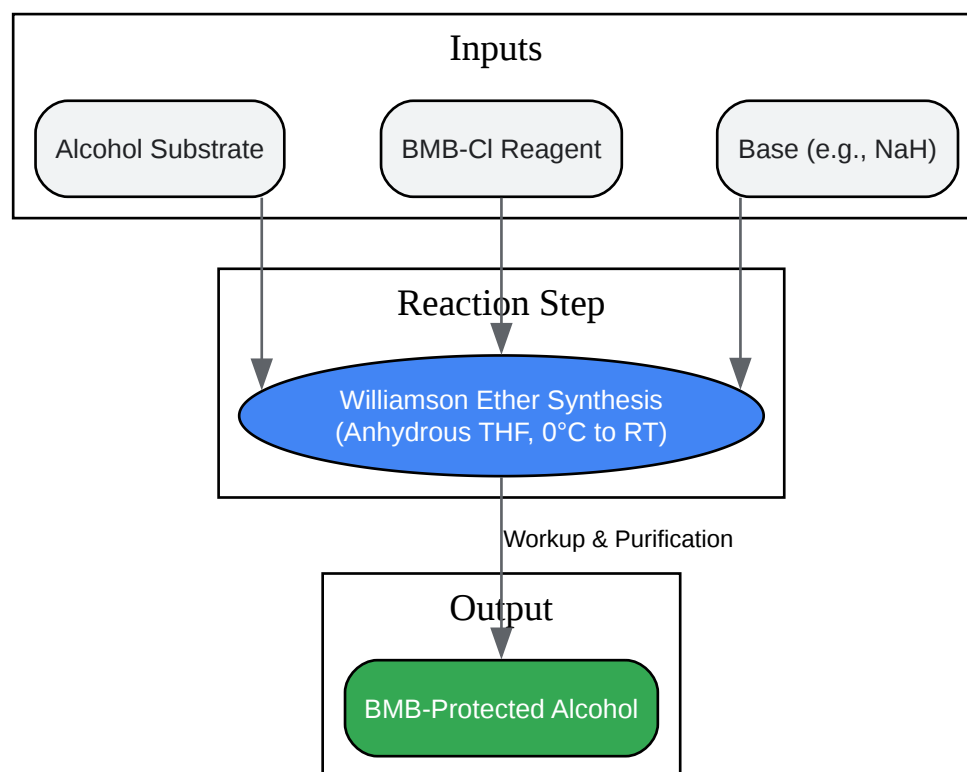 Inputs
Alcohol Substrate
BMB-Cl Reagent
Base (e.g., NaH)
Reaction Step
Williamson Ether Synthesis
(Anhydrous THF, 0°C to RT)
Workup & Purification
Output
BMB-Protected Alcohol